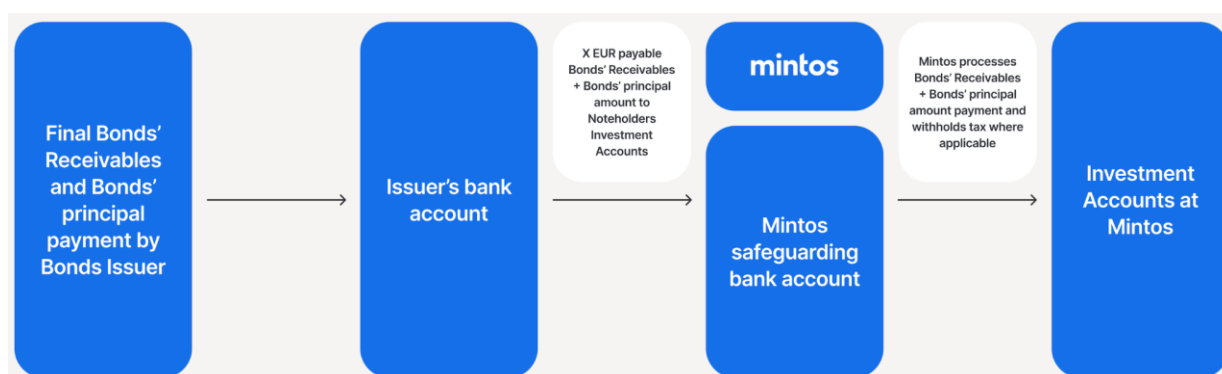 Final Bonds'
Receivables
and Bonds'
principal
payment by
Bonds Issuer
Issuer's bank
account
X EUR payable
Bonds' Receivables
+ Bonds' principal
amount to
Noteholders
Investment
Accounts
mintos
Mintos
safeguarding
bank account
Mintos processes
Bonds' Receivables
+ Bonds' principal
amount payment and
withholds tax where
applicable
Investment
Accounts at
Mintos